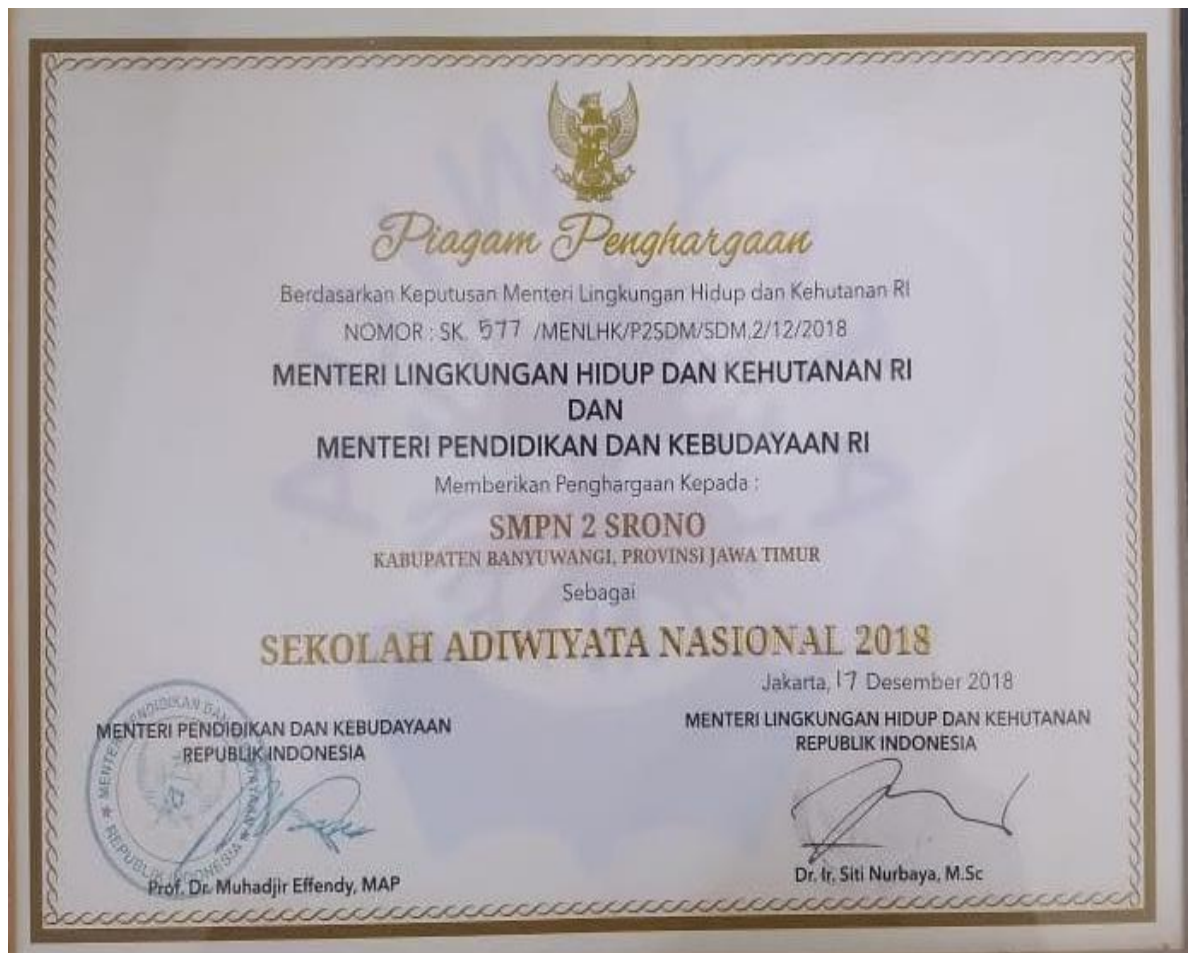 Piagam Penghargaan
Berdasarkan Keputusan Menteri Lingkungan Hidup dan Kehutanan RI
NOMOR : SK. 577 /MENLHK/P2SDM/SDM.2/12/2018
MENTERI LINGKUNGAN HIDUP DAN KEHUTANAN RI
DAN
MENTERI PENDIDIKAN DAN KEBUDAYAAN RI
Memberikan Penghargaan Kepada :
SMPN 2 SRONO
KABUPATEN BANYUWANGI, PROVINSI JAWA TIMUR
Sebagai
SEKOLAH ADIWIYATA NASIONAL 2018
Jakarta, 17 Desember 2018
MENTERI PENDIDIKAN DAN KEBUDAYAAN
REPUBLIK INDONESIA
Prof. Dr. Muhadjir Effendy, MAP
MENTERI LINGKUNGAN HIDUP DAN KEHUTANAN
REPUBLIK INDONESIA
Dr. Ir. Siti Nurbaya, M.Sc
REPUBLIK INDONESIA